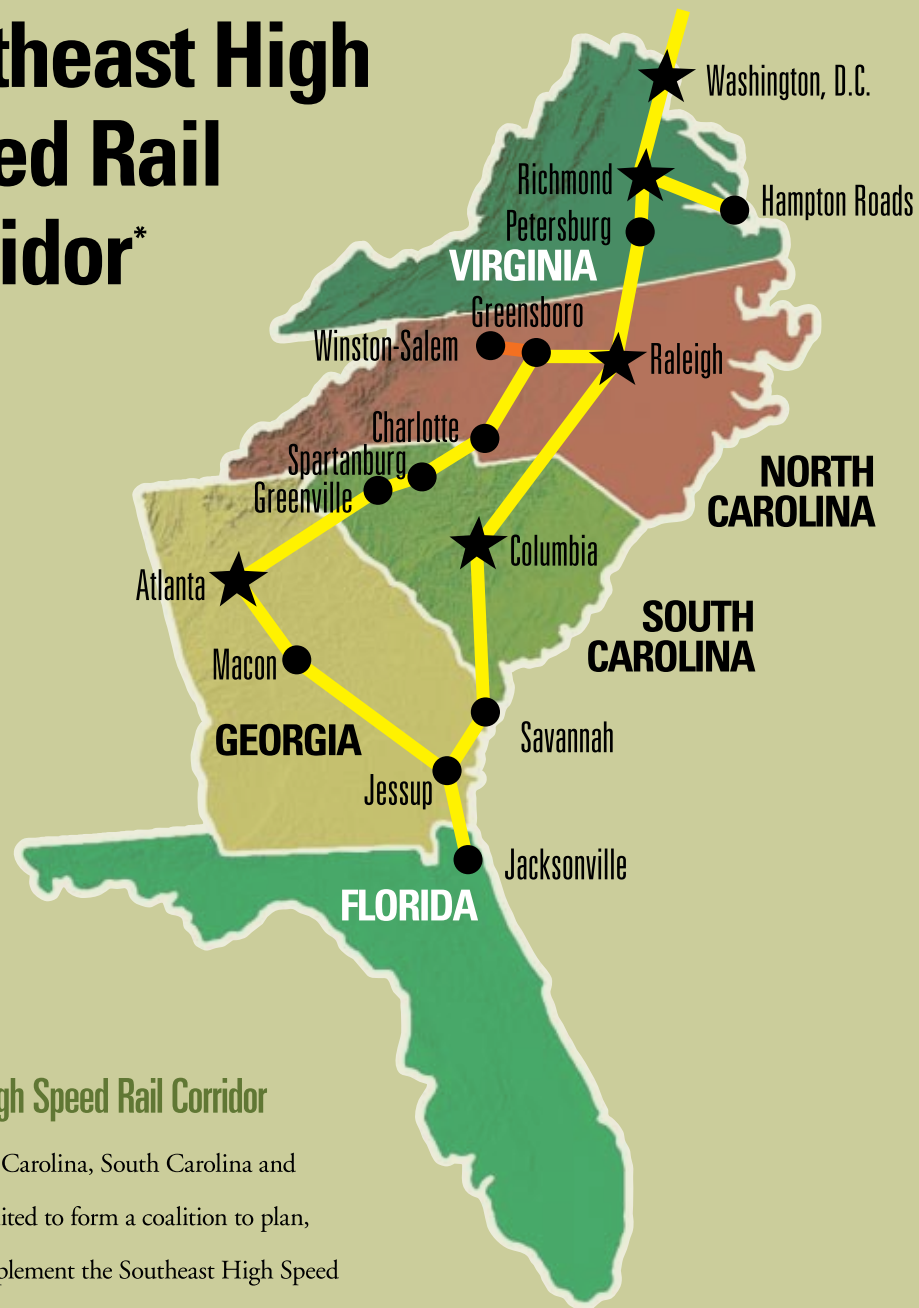 theast High
ed Rail
idor*
Washington, D.C.
Richmond
Hampton Roads
Petersburg
VIRGINIA
Greensboro
Winston-Salem
Raleigh
Charlotte
Spartanburg
Greenville
NORTH
CAROLINA
Columbia
Atlanta
SOUTH
CAROLINA
Macon
GEORGIA
Savannah
Jessup
Jacksonville
FLORIDA
gh Speed Rail Corridor
Carolina, South Carolina and
ited to form a coalition to plan,
plement the Southeast High Speed